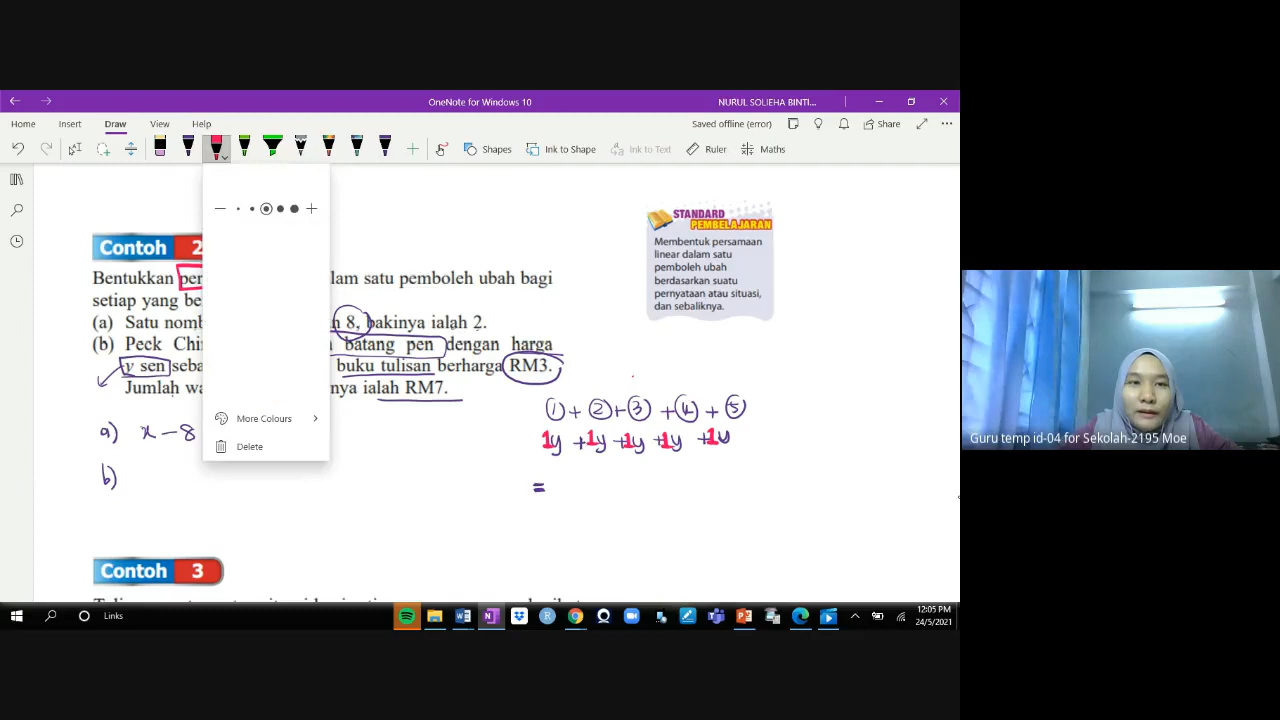 OneNote for Windows 10
NURUL SOLIEHA BINTI...
Home Insert Draw View Help
Saved offline (error) Share
Shapes Ink to Shape Ink to Text Ruler Maths
STANDARD
PEMBELAJARAN
Membentuk persamaan
linear dalam satu
pemboleh ubah
berdasarkan suatu
pernyataan atau situasi,
dan sebaliknya.
Contoh 2
Bentukkan per lam satu pemboleh ubah bagi
setiap yang be
(a) Satu nomb n 8, bakinya ialah 2.
(b) Peck Chi batang pen dengan harga
y sen seba buku tulisan berharga RM3.
Jumlah wa nya ialah RM7.
More Colours
Delete
a) x - 8
b)
1 + 2 + 3 + 4 + 5
1y + 1y + 1y + 1y + 1y
=
Contoh 3
Guru temp id-04 for Sekolah-2195 Moe
Links
12:05 PM
24/5/2021